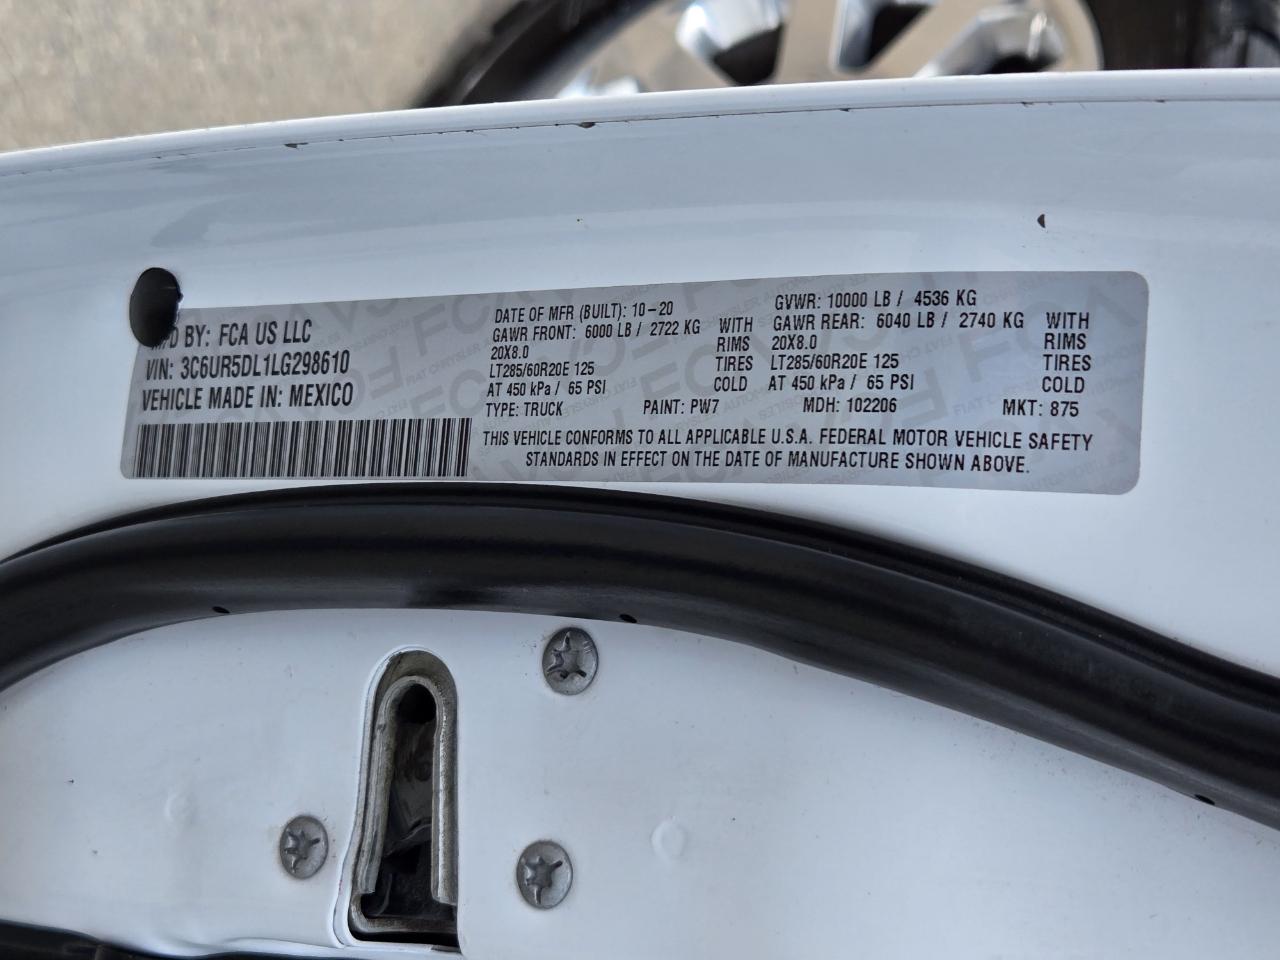 MFD BY: FCA US LLC
VIN: 3C6UR5DL1LG298610
VEHICLE MADE IN: MEXICO
DATE OF MFR (BUILT): 10-20
GAWR FRONT: 6000 LB / 2722 KG WITH
20X8.0 RIMS
LT285/60R20E 125 TIRES
AT 450 kPa / 65 PSI COLD
GVWR: 10000 LB / 4536 KG
GAWR REAR: 6040 LB / 2740 KG WITH
20X8.0 RIMS
LT285/60R20E 125 TIRES
AT 450 kPa / 65 PSI COLD
TYPE: TRUCK PAINT: PW7 MDH: 102206 MKT: 875
THIS VEHICLE CONFORMS TO ALL APPLICABLE U.S.A. FEDERAL MOTOR VEHICLE SAFETY
STANDARDS IN EFFECT ON THE DATE OF MANUFACTURE SHOWN ABOVE.